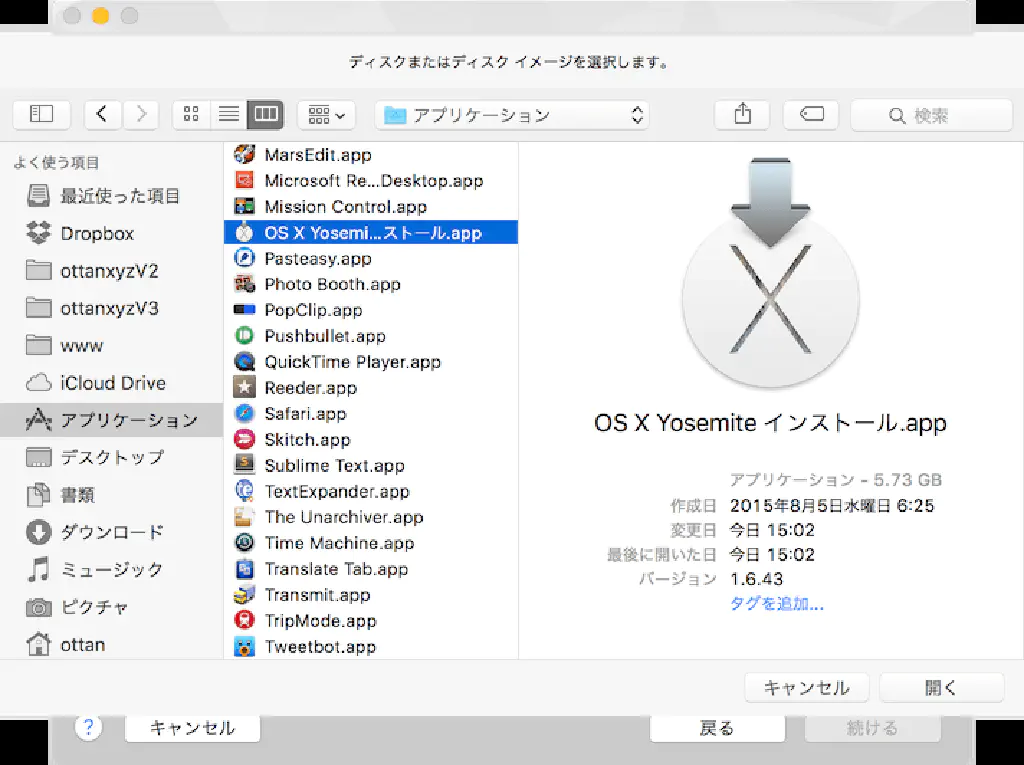 ディスクまたはディスク イメージを選択します。
アプリケーション
検索
よく使う項目
最近使った項目
Dropbox
ottanxyzV2
ottanxyzV3
www
iCloud Drive
アプリケーション
デスクトップ
書類
ダウンロード
ミュージック
ピクチャ
ottan
MarsEdit.app
Microsoft Re...Desktop.app
Mission Control.app
OS X Yosemi...ストール.app
Pasteasy.app
Photo Booth.app
PopClip.app
Pushbullet.app
QuickTime Player.app
Reeder.app
Safari.app
Skitch.app
Sublime Text.app
TextExpander.app
The Unarchiver.app
Time Machine.app
Translate Tab.app
Transmit.app
TripMode.app
Tweetbot.app
OS X Yosemite インストール.app
アプリケーション - 5.73 GB
作成日 2015年8月5日水曜日 6:25
変更日 今日 15:02
最後に開いた日 今日 15:02
バージョン 1.6.43
タグを追加...
キャンセル 開く
? キャンセル 戻る 続ける